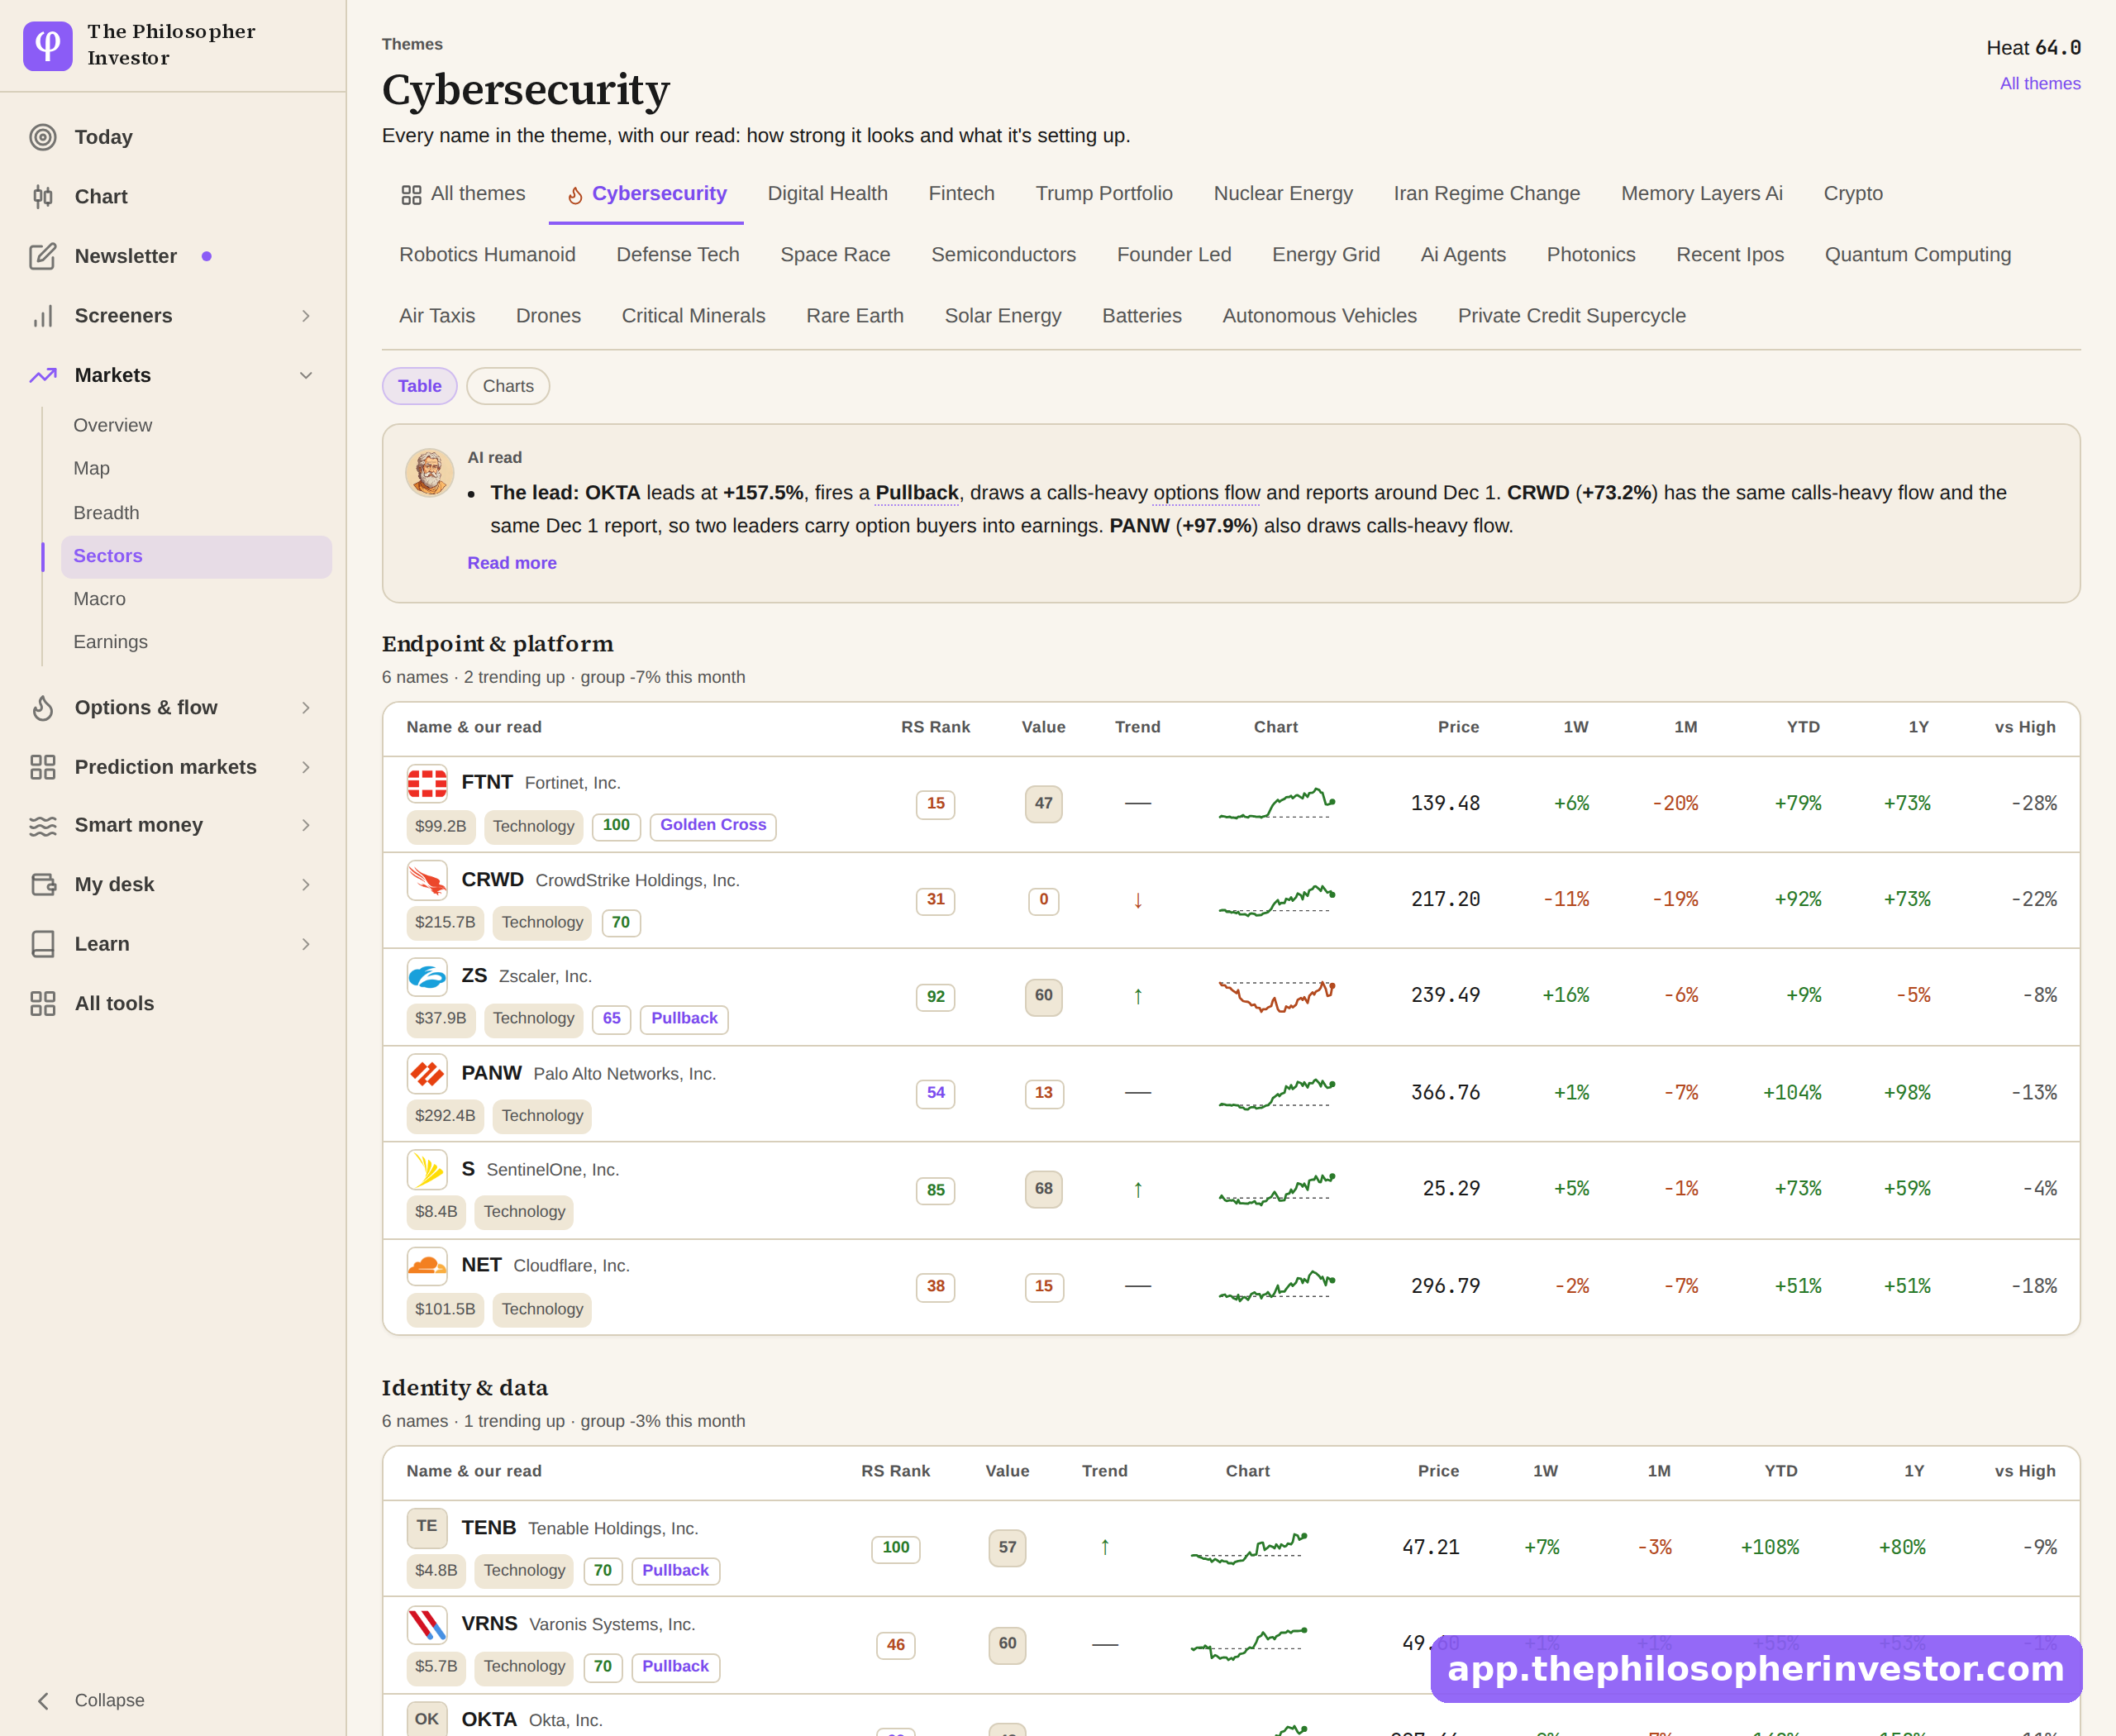 φ The Philosopher
Investor
Today
Chart
Newsletter
Screeners
Markets
Overview
Map
Breadth
Sectors
Macro
Earnings
Options & flow
Prediction markets
Smart money
My desk
Learn
All tools
Collapse
Themes
Heat 64.0
Cybersecurity
All themes
Every name in the theme, with our read: how strong it looks and what it's setting up.
All themes Cybersecurity Digital Health Fintech Trump Portfolio Nuclear Energy Iran Regime Change Memory Layers Ai Crypto
Robotics Humanoid Defense Tech Space Race Semiconductors Founder Led Energy Grid Ai Agents Photonics Recent Ipos Quantum Computing
Air Taxis Drones Critical Minerals Rare Earth Solar Energy Batteries Autonomous Vehicles Private Credit Supercycle
Table Charts
AI read
• The lead: OKTA leads at +157.5%, fires a Pullback, draws a calls-heavy options flow and reports around Dec 1. CRWD (+73.2%) has the same calls-heavy flow and the
same Dec 1 report, so two leaders carry option buyers into earnings. PANW (+97.9%) also draws calls-heavy flow.
Read more
Endpoint & platform
6 names · 2 trending up · group -7% this month
Name & our read RS Rank Value Trend Chart Price 1W 1M YTD 1Y vs High
FTNT Fortinet, Inc.
$99.2B Technology 100 Golden Cross
15 47 — 139.48 +6% -20% +79% +73% -28%
CRWD CrowdStrike Holdings, Inc.
$215.7B Technology 70
31 0 ↓ 217.20 -11% -19% +92% +73% -22%
ZS Zscaler, Inc.
$37.9B Technology 65 Pullback
92 60 ↑ 239.49 +16% -6% +9% -5% -8%
PANW Palo Alto Networks, Inc.
$292.4B Technology
54 13 — 366.76 +1% -7% +104% +98% -13%
S SentinelOne, Inc.
$8.4B Technology
85 68 ↑ 25.29 +5% -1% +73% +59% -4%
NET Cloudflare, Inc.
$101.5B Technology
38 15 — 296.79 -2% -7% +51% +51% -18%
Identity & data
6 names · 1 trending up · group -3% this month
Name & our read RS Rank Value Trend Chart Price 1W 1M YTD 1Y vs High
TE TENB Tenable Holdings, Inc.
$4.8B Technology 70 Pullback
100 57 ↑ 47.21 +7% -3% +108% +80% -9%
VRNS Varonis Systems, Inc.
$5.7B Technology 70 Pullback
46 60 — 49.60 +1% +1% +55% +53% -1%
app.thephilosopherinvestor.com
OK OKTA Okta, Inc.